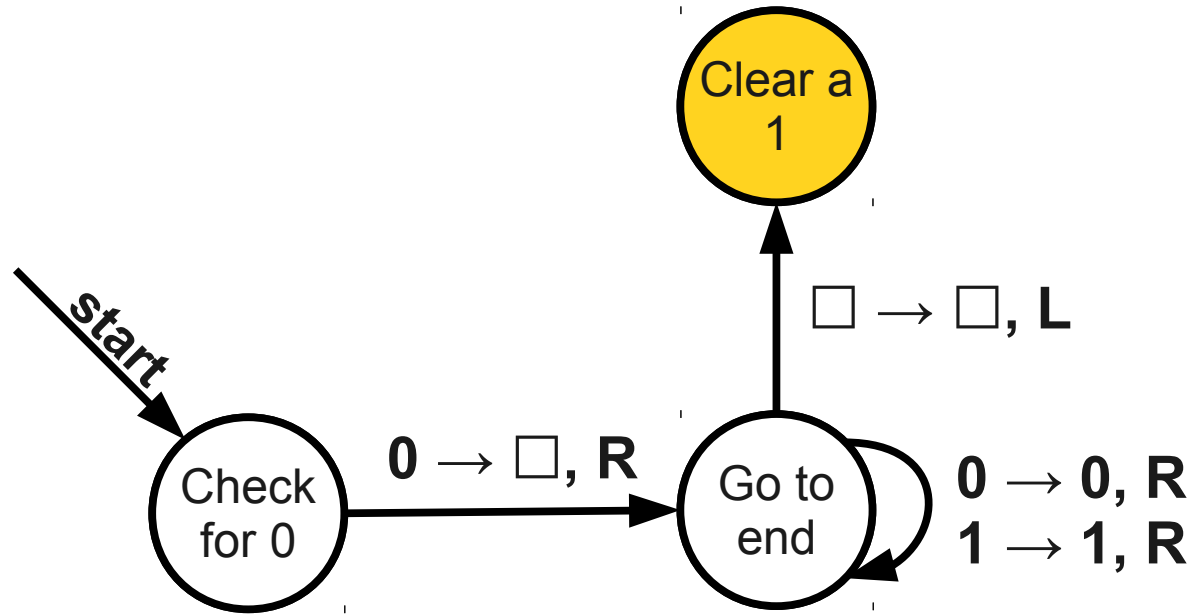 Clear a
1
start
□ → □, L
Check
for 0
0 → □, R
Go to
end
0 → 0, R
1 → 1, R